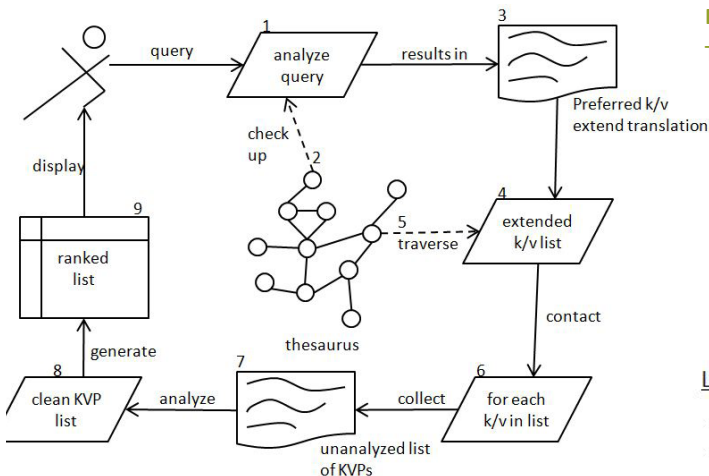 1
3
query
analyze
query
results in
Preferred k/v
extend translation
check
up
2
display
9
4
5
extended
k/v list
traverse
ranked
list
contact
thesaurus
generate
8
7
6
clean KVP
list
analyze
collect
for each
k/v in list
unanalyzed list
of KVPs
L